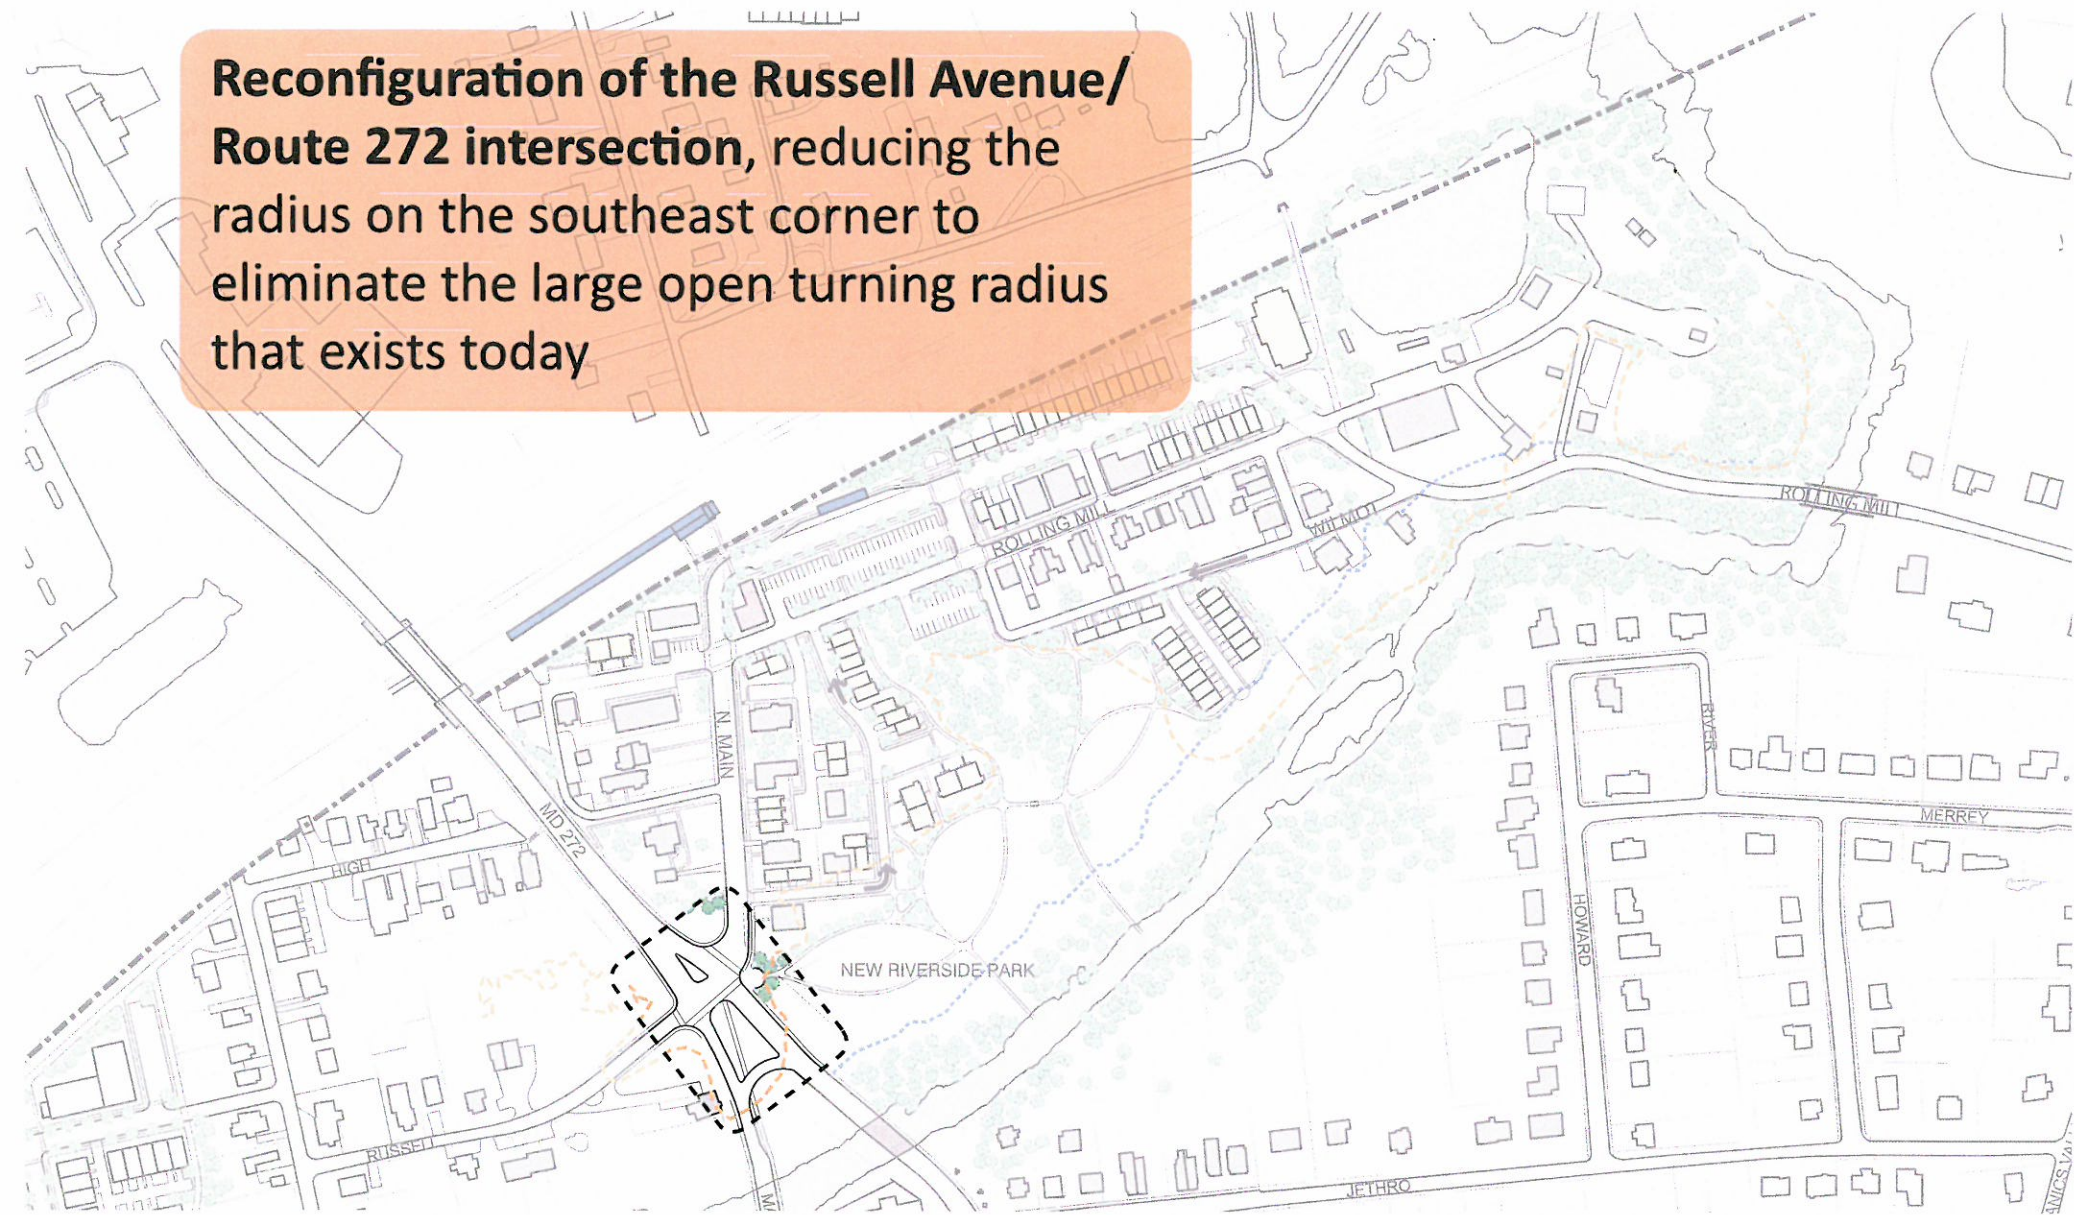 Reconfiguration of the Russell Avenue/
Route 272 intersection, reducing the
radius on the southeast corner to
eliminate the large open turning radius
that exists today
ROLLING MILL
ROLLING MILL
WILMOT
N. MAIN
RIVER
MD 272
MERREY
HIGH
HOWARD
NEW RIVERSIDE PARK
RUSSELL
JETHRO